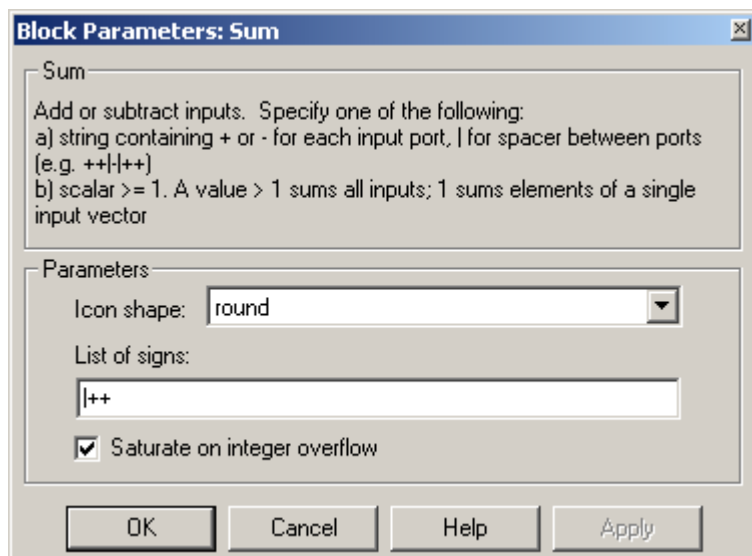 Block Parameters: Sum
Sum
Add or subtract inputs.  Specify one of the following:
a) string containing + or - for each input port, | for spacer between ports
(e.g. ++|-|++)
b) scalar >= 1. A value > 1 sums all inputs; 1 sums elements of a single
input vector
Parameters
Icon shape: round
List of signs:
|++
Saturate on integer overflow
OK Cancel Help Apply